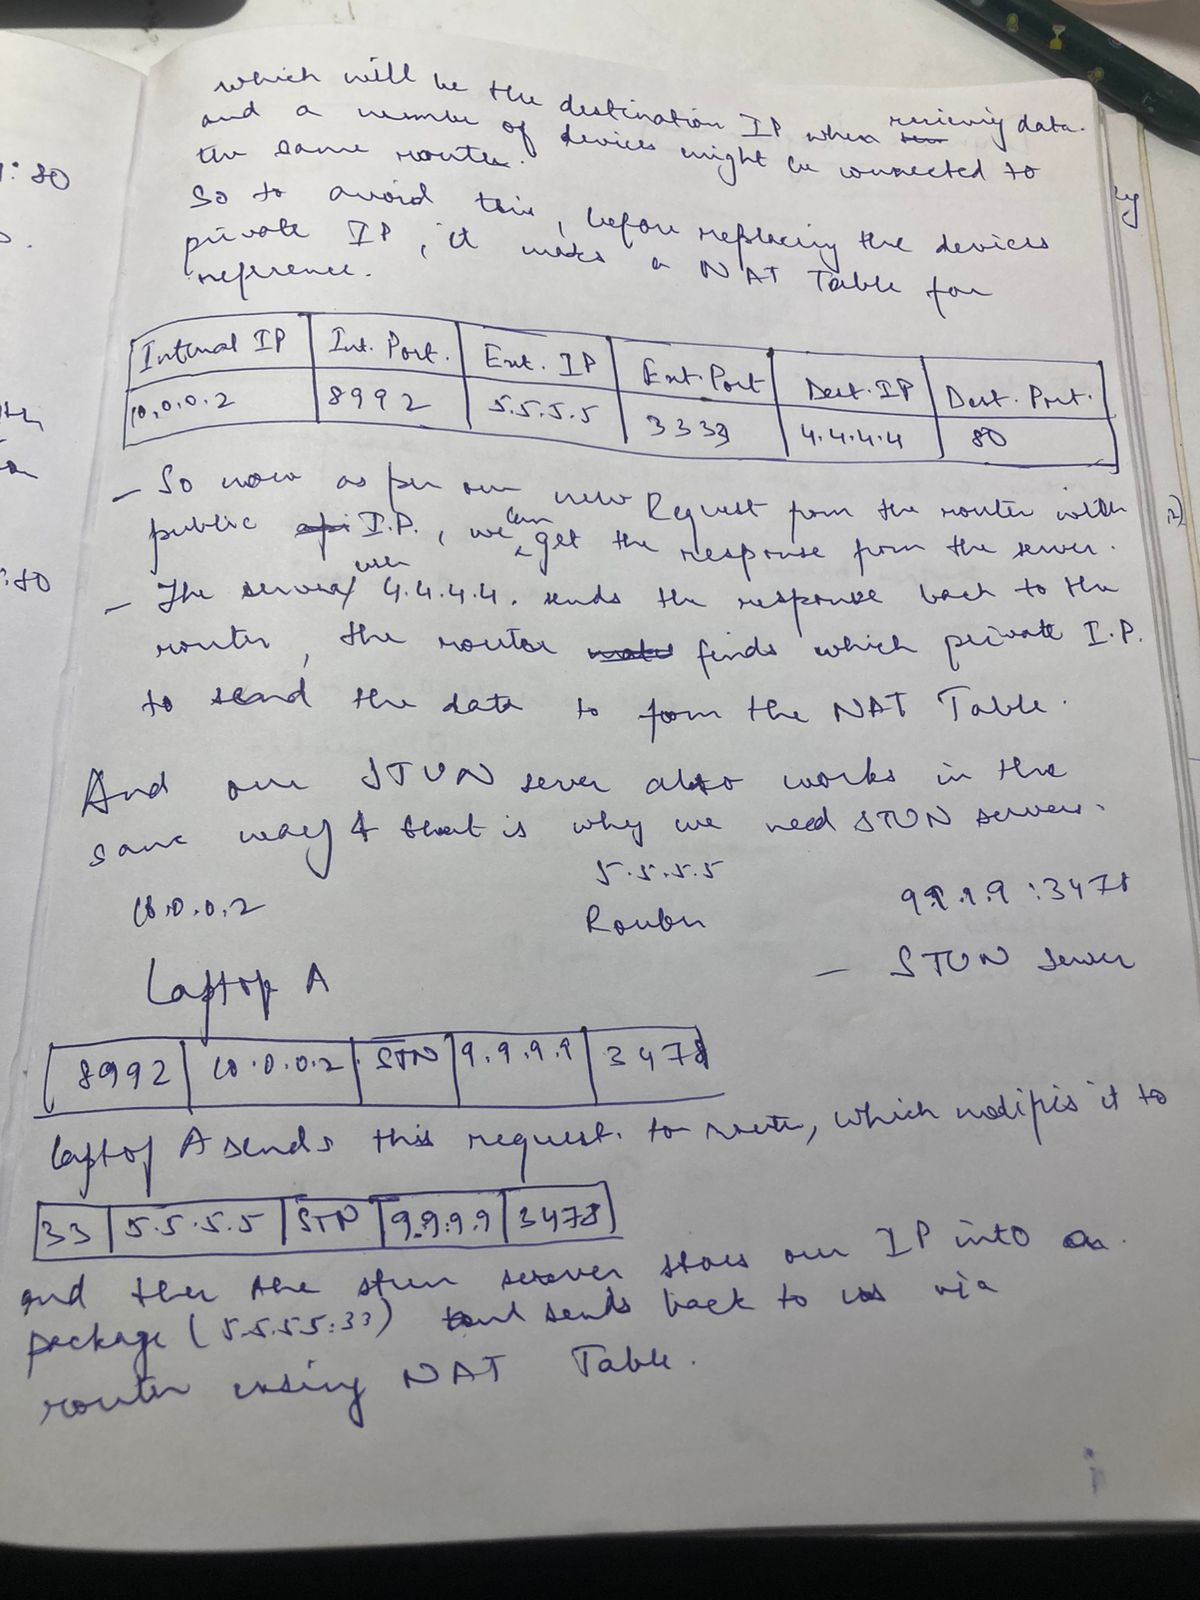 which will be the destination IP when recieving data.
and a number of devices might be connected to
the same router.
So to avoid this, before replacing the devices
private IP, it makes a NAT Table for
reference.
Internal IP | Int. Port. | Ext. IP | Ext. Port | Dest. IP | Dest. Port.
10.0.0.2 | 8992 | 5.5.5.5 | 3333 | 4.4.4.4 | 80
- So now as per our new Request from the router with
public I.P., we can get the response from the server.
- The server when 4.4.4.4. sends the response back to the
router, the router finds which private I.P.
to send the data to from the NAT Table.
And our STUN server also works in the
same way & that is why we need STUN servers.
10.0.0.2 5.5.5.5 9.9.9.9:3478
Laptop A Router - STUN server
8992 | 10.0.0.2 | STN | 9.9.9.9 | 3478
Laptop A sends this request. to route, which modifies it to
33 | 5.5.5.5 | STN | 9.9.9.9 | 3478
and then the stun server stores our IP into a
package (5.5.5.5:33) and sends back to us via
router using NAT Table.
:80
:80